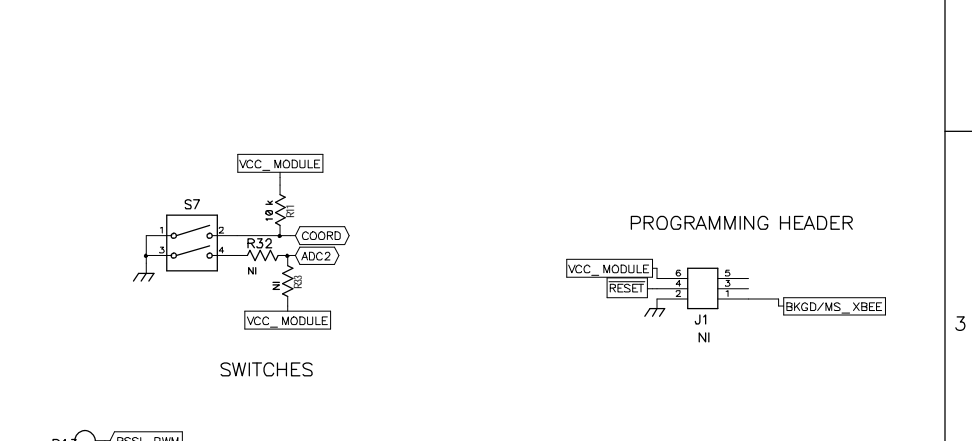 VCC_MODULE
S7
10 k
R11
1
2
COORD
R32
3
4
ADC2
NI
NI
R33
VCC_MODULE
SWITCHES
PROGRAMMING HEADER
VCC_MODULE
6
5
RESET
4
3
2
1
BKGD/MS_XBEE
J1
NI
3
RSSI_PWM